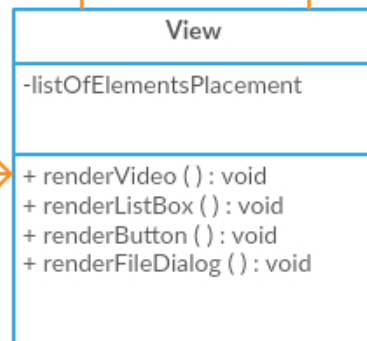 View
-listOfElementsPlacement
+ renderVideo ( ) : void
+ renderListBox ( ) : void
+ renderButton ( ) : void
+ renderFileDialog ( ) : void